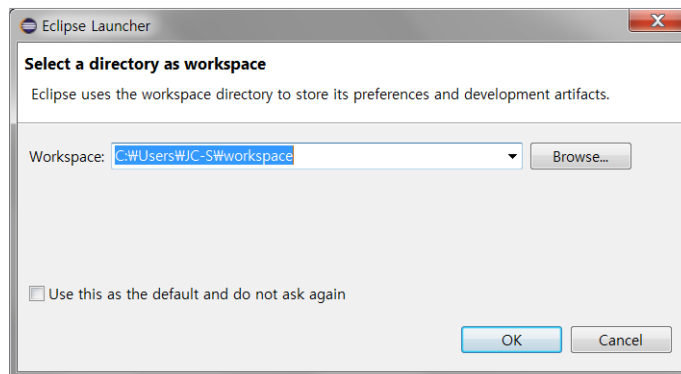 Eclipse Launcher
Select a directory as workspace
Eclipse uses the workspace directory to store its preferences and development artifacts.
Workspace: C:₩Users₩JC-S₩workspace Browse...
Use this as the default and do not ask again
OK Cancel